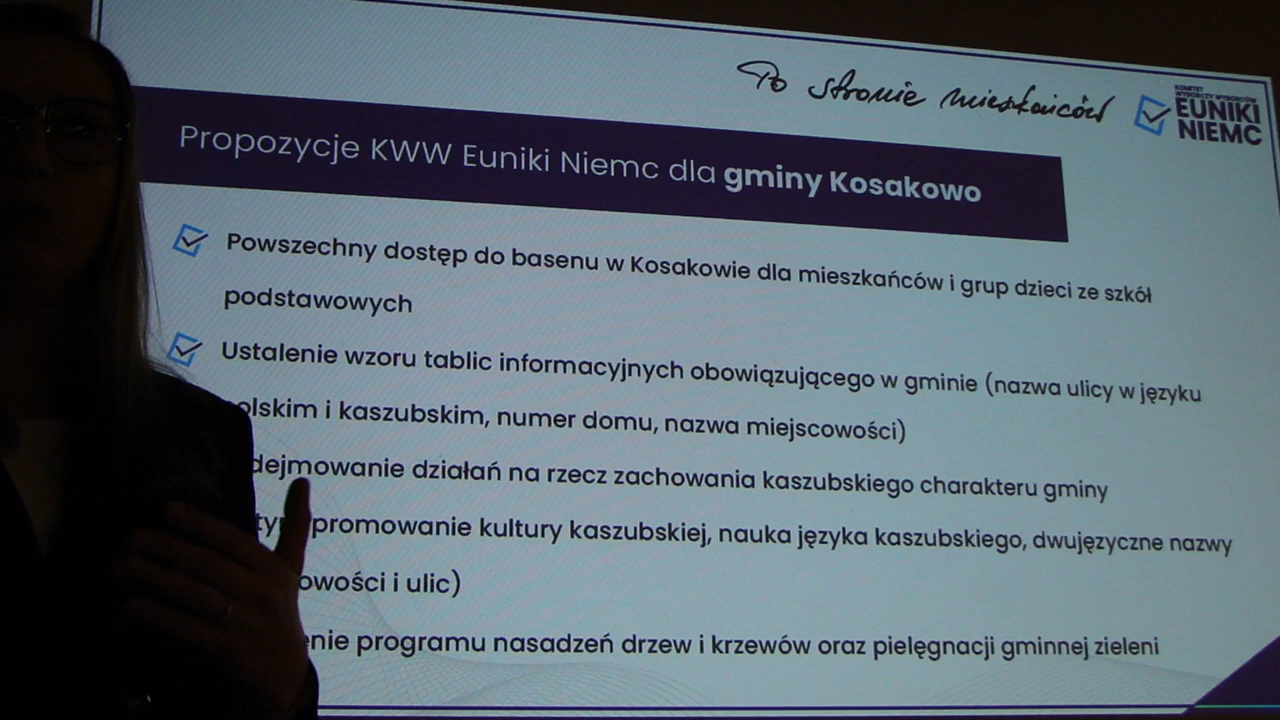 Po stronie mieszkańców
KOMITET
WYBORCZY WYBORCÓW
EUNIKI
NIEMC
Propozycje KWW Euniki Niemc dla gminy Kosakowo
Powszechny dostęp do basenu w Kosakowie dla mieszkańców i grup dzieci ze szkół
podstawowych
Ustalenie wzoru tablic informacyjnych obowiązującego w gminie (nazwa ulicy w języku
olskim i kaszubskim, numer domu, nazwa miejscowości)
dejmowanie działań na rzecz zachowania kaszubskiego charakteru gminy
promowanie kultury kaszubskiej, nauka języka kaszubskiego, dwujęzyczne nazwy
owości i ulic)
enie programu nasadzeń drzew i krzewów oraz pielęgnacji gminnej zieleni